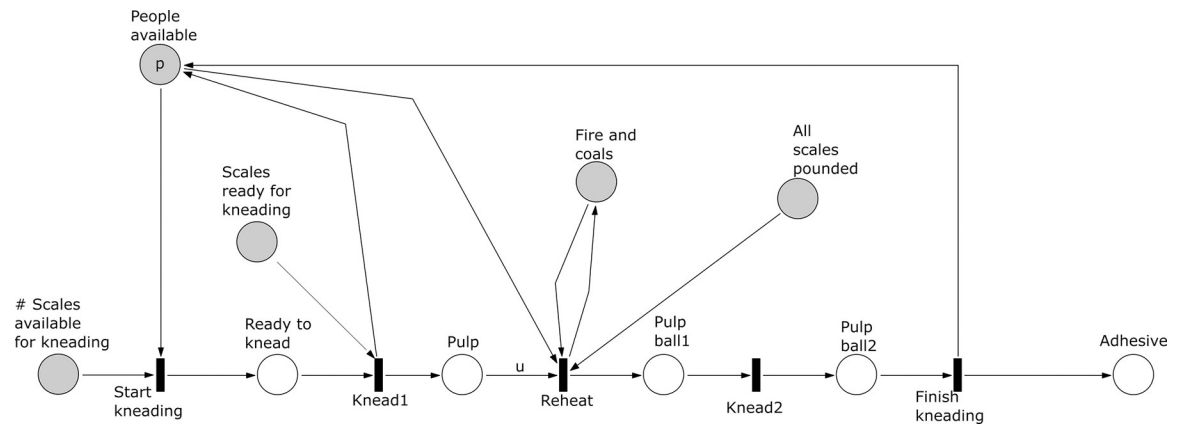 People
available
p
Fire and
coals
All
scales
pounded
Scales
ready for
kneading
# Scales
available
for kneading
Ready to
knead
Pulp
u
Pulp
ball1
Pulp
ball2
Adhesive
Start
kneading
Knead1
Reheat
Knead2
Finish
kneading